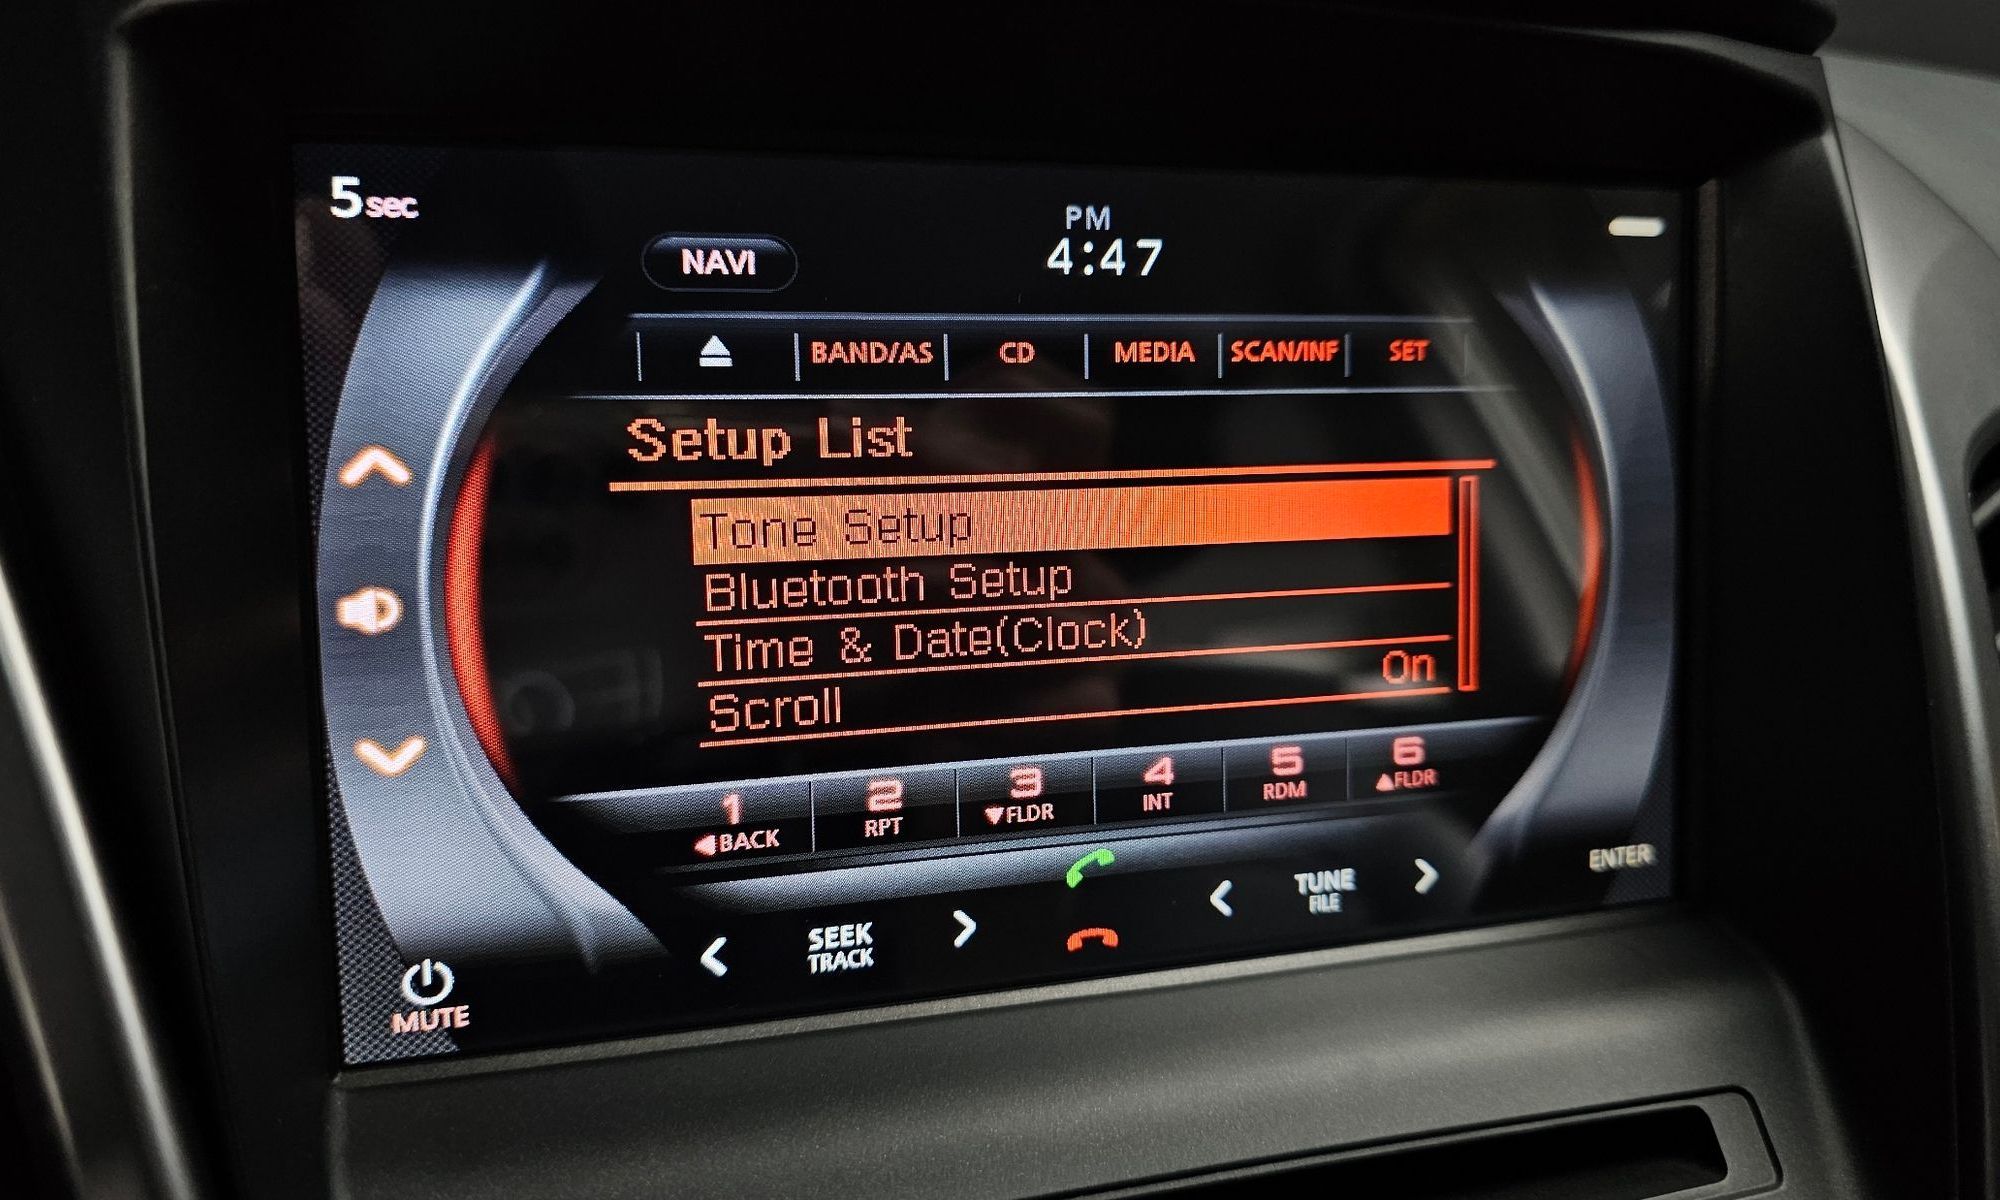 5 sec
PM
NAVI 4:47
BAND/AS CD MEDIA SCAN/INF SET
Setup List
Tone Setup
Bluetooth Setup
Time & Date(Clock)
Scroll On
1 2 3 4 5 6
◀BACK RPT ▼FLDR INT RDM ▲FLDR
ENTER
< SEEK > < TUNE >
TRACK FILE
MUTE